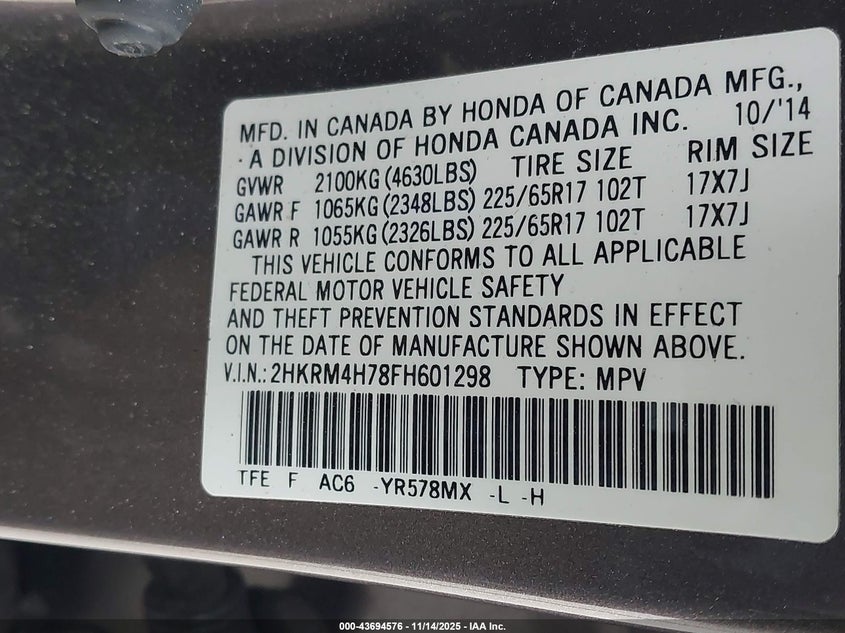 MFD. IN CANADA BY HONDA OF CANADA MFG.,
A DIVISION OF HONDA CANADA INC. 10/'14
GVWR 2100KG (4630LBS) TIRE SIZE RIM SIZE
GAWR F 1065KG (2348LBS) 225/65R17 102T 17X7J
GAWR R 1055KG (2326LBS) 225/65R17 102T 17X7J
THIS VEHICLE CONFORMS TO ALL APPLICABLE
FEDERAL MOTOR VEHICLE SAFETY
AND THEFT PREVENTION STANDARDS IN EFFECT
ON THE DATE OF MANUFACTURE SHOWN ABOVE.
V.I.N.: 2HKRM4H78FH601298 TYPE: MPV
TFE F AC6 -YR578MX -L -H
000-43694576 - 11/14/2025 - IAA Inc.